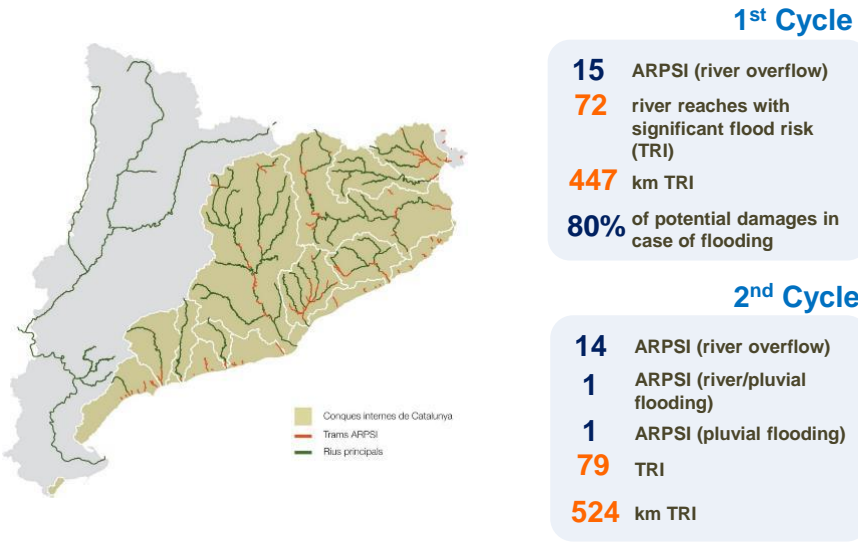 1st Cycle
15 ARPSI (river overflow)
72 river reaches with
significant flood risk
(TRI)
447 km TRI
80% of potential damages in
case of flooding
2nd Cycle
14 ARPSI (river overflow)
1 ARPSI (river/pluvial
flooding)
1 ARPSI (pluvial flooding)
79 TRI
524 km TRI
Conques internes de Catalunya
Trams ARPSI
Rius principals